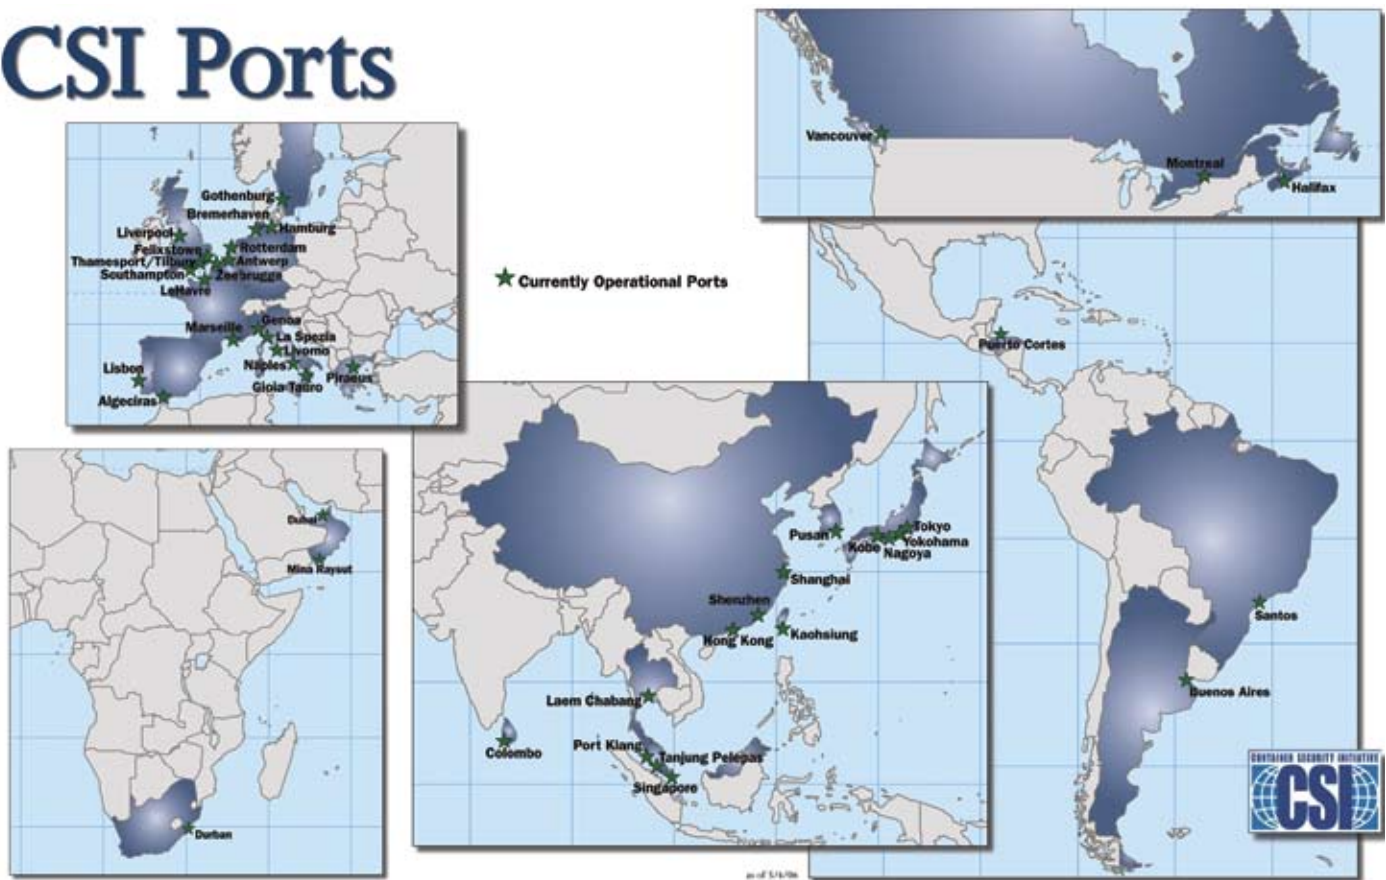 CSI Ports
Gothenburg
Bremerhaven
Hamburg
Liverpool
Felixstowe
Rotterdam
Thamesport/Tilbury
Antwerp
Southampton
Zeebrugge
LeHavre
Marseille
Genoa
La Spezia
Livorno
Naples
Gioia Tauro
Piraeus
Lisbon
Algeciras
Currently Operational Ports
Vancouver
Montreal
Halifax
Puerto Cortes
Santos
Buenos Aires
Dubai
Mina Raysut
Durban
Pusan
Tokyo
Kobe
Yokohama
Nagoya
Shanghai
Shenzhen
Hong Kong
Kaohsiung
Laem Chabang
Colombo
Port Klang
Tanjung Pelepas
Singapore
CONTAINER SECURITY INITIATIVE
CSI